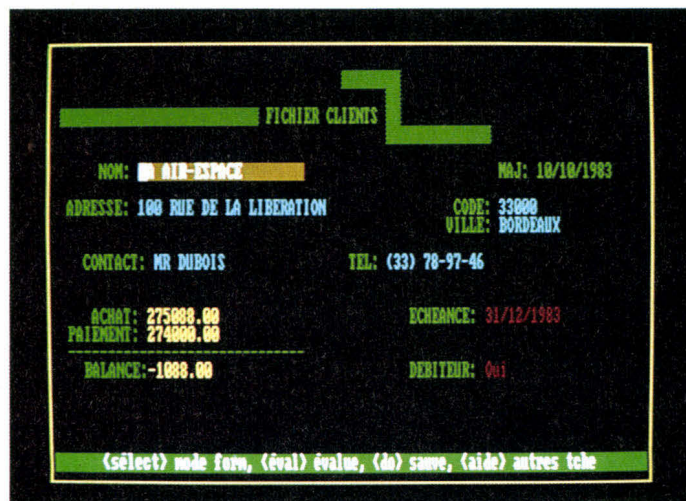 FICHIER CLIENTS
NOM: AIR-ESPACE MAJ: 10/10/1983
ADRESSE: 100 RUE DE LA LIBERATION CODE: 33000
VILLE: BORDEAUX
CONTACT: MR DUBOIS TEL: (33) 78-97-46
ACHAT: 275088.00 ECHEANCE: 31/12/1983
PAIEMENT: 274000.00
BALANCE:-1088.00 DEBITEUR: Oui
<sélect> mode form, <éval> évalue, <do> sauve, <aide> autres tche